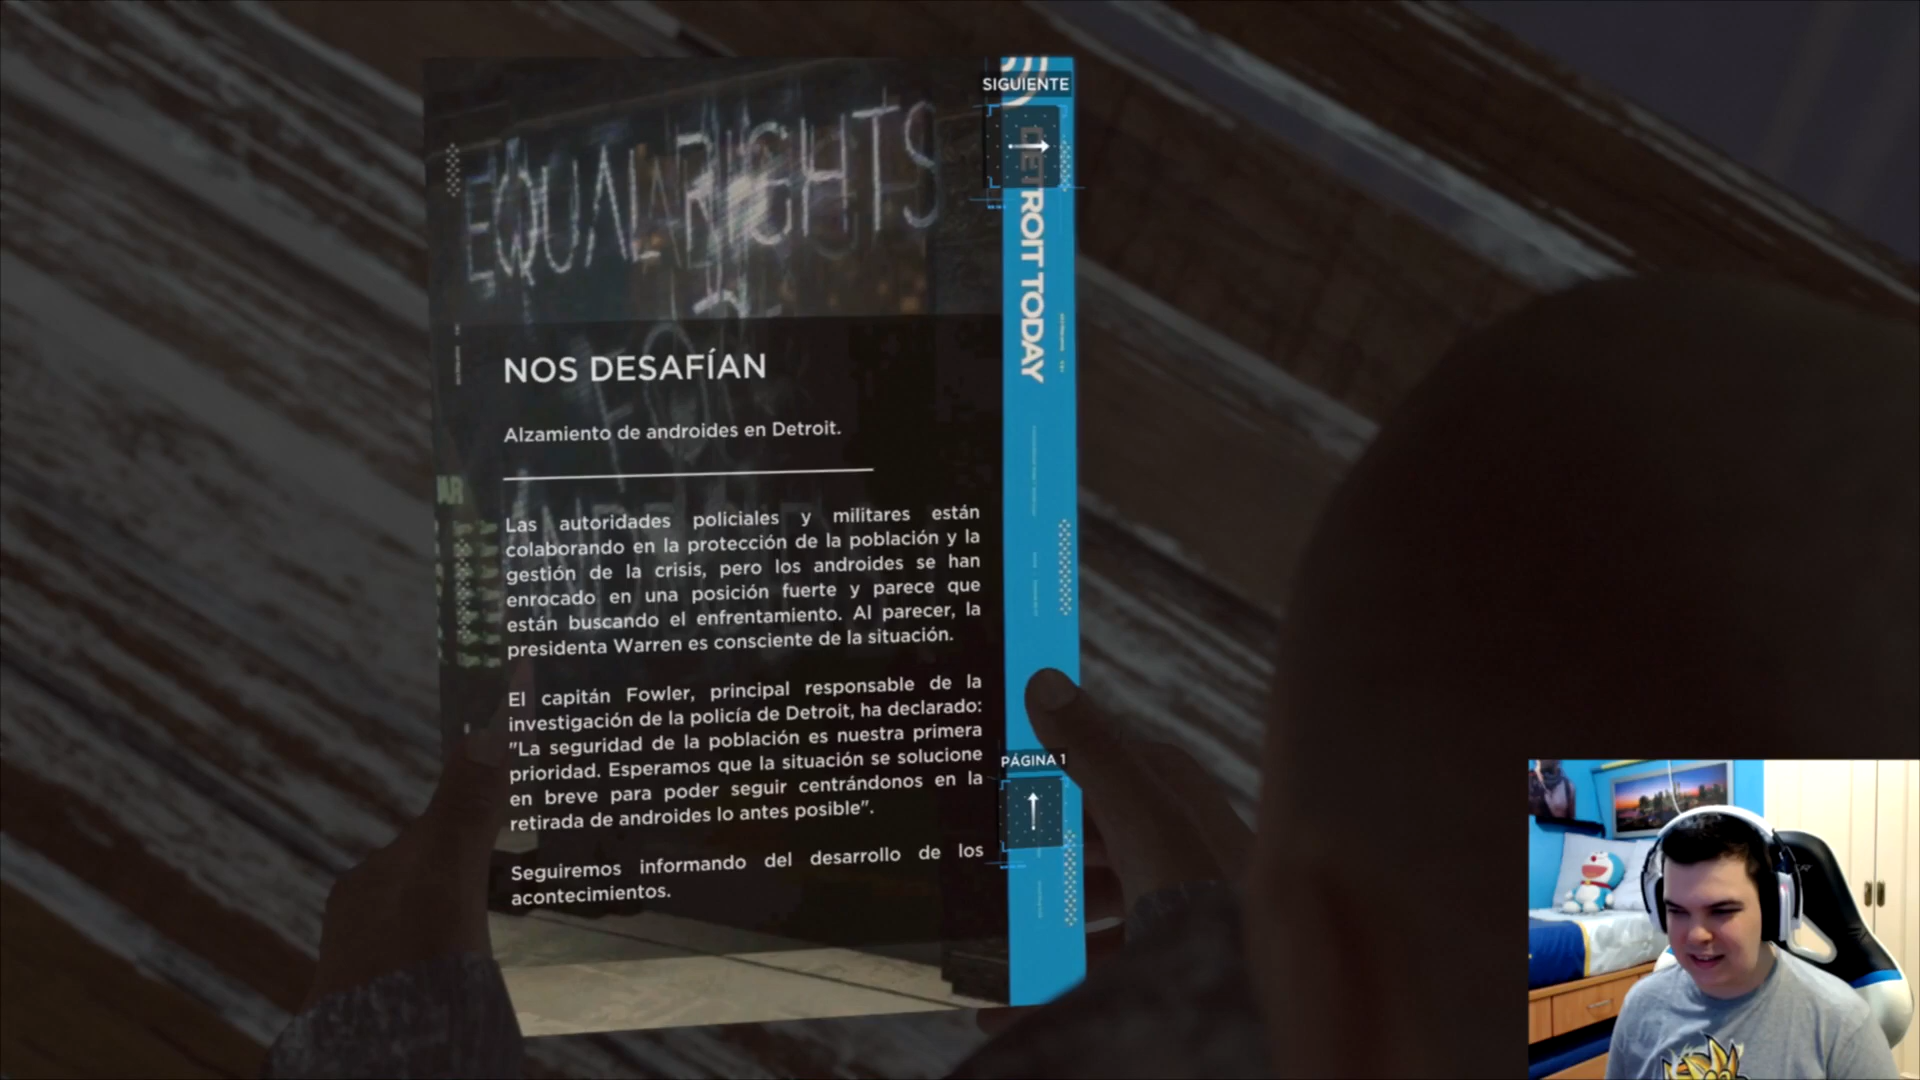 EQUAL RIGHTS
FOR
SIGUIENTE
DETROIT TODAY
NOS DESAFÍAN
Alzamiento de androides en Detroit.
Las autoridades policiales y militares están
colaborando en la protección de la población y la
gestión de la crisis, pero los androides se han
enrocado en una posición fuerte y parece que
están buscando el enfrentamiento. Al parecer, la
presidenta Warren es consciente de la situación.
El capitán Fowler, principal responsable de la
investigación de la policía de Detroit, ha declarado:
"La seguridad de la población es nuestra primera
prioridad. Esperamos que la situación se solucione
en breve para poder seguir centrándonos en la
retirada de androides lo antes posible".
Seguiremos informando del desarrollo de los
acontecimientos.
PÁGINA 1